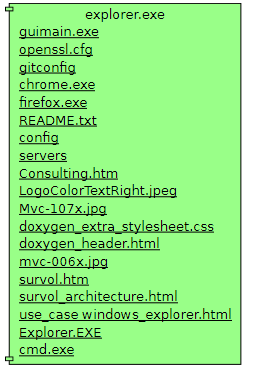 explorer.exe
guimain.exe
openssl.cfg
gitconfig
chrome.exe
firefox.exe
README.txt
config
servers
Consulting.htm
LogoColorTextRight.jpeg
Mvc-107x.jpg
doxygen_extra_stylesheet.css
doxygen_header.html
mvc-006x.jpg
survol.htm
survol_architecture.html
use_case windows_explorer.html
Explorer.EXE
cmd.exe